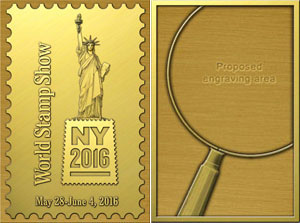 World Stamp Show
NY
2016
May 28-June 4, 2016
Proposed
engraving area